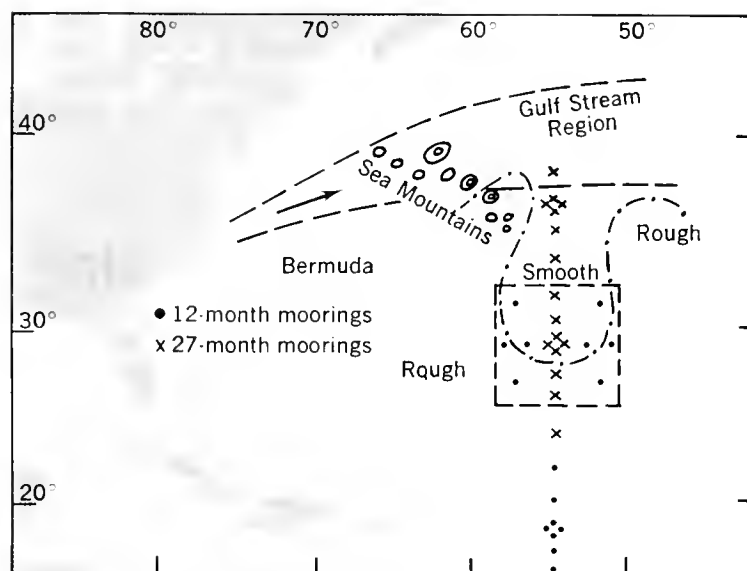 80° 70° 60° 50°
Gulf Stream
Region
40°
Sea Mountains
Rough
Bermuda
Smooth
• 12-month moorings
30°
x 27-month moorings
Rough
20°